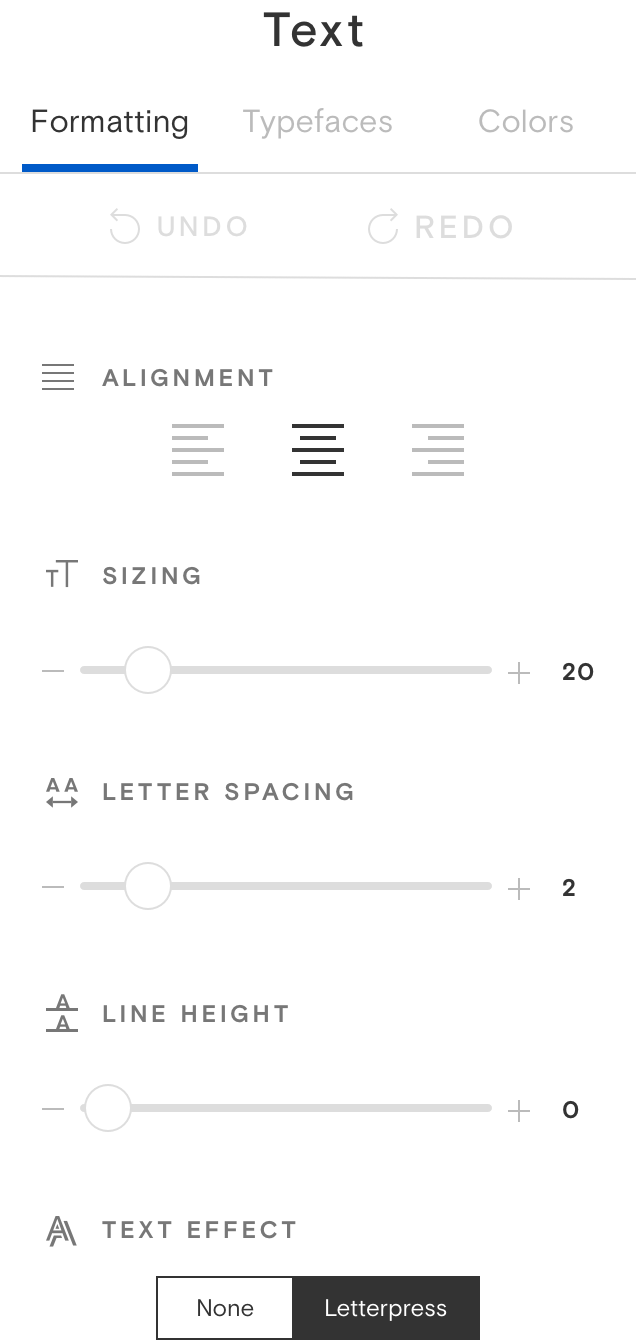 Text
Formatting Typefaces Colors
UNDO REDO
ALIGNMENT
SIZING
20
AA LETTER SPACING
2
A
A LINE HEIGHT
0
TEXT EFFECT
None Letterpress